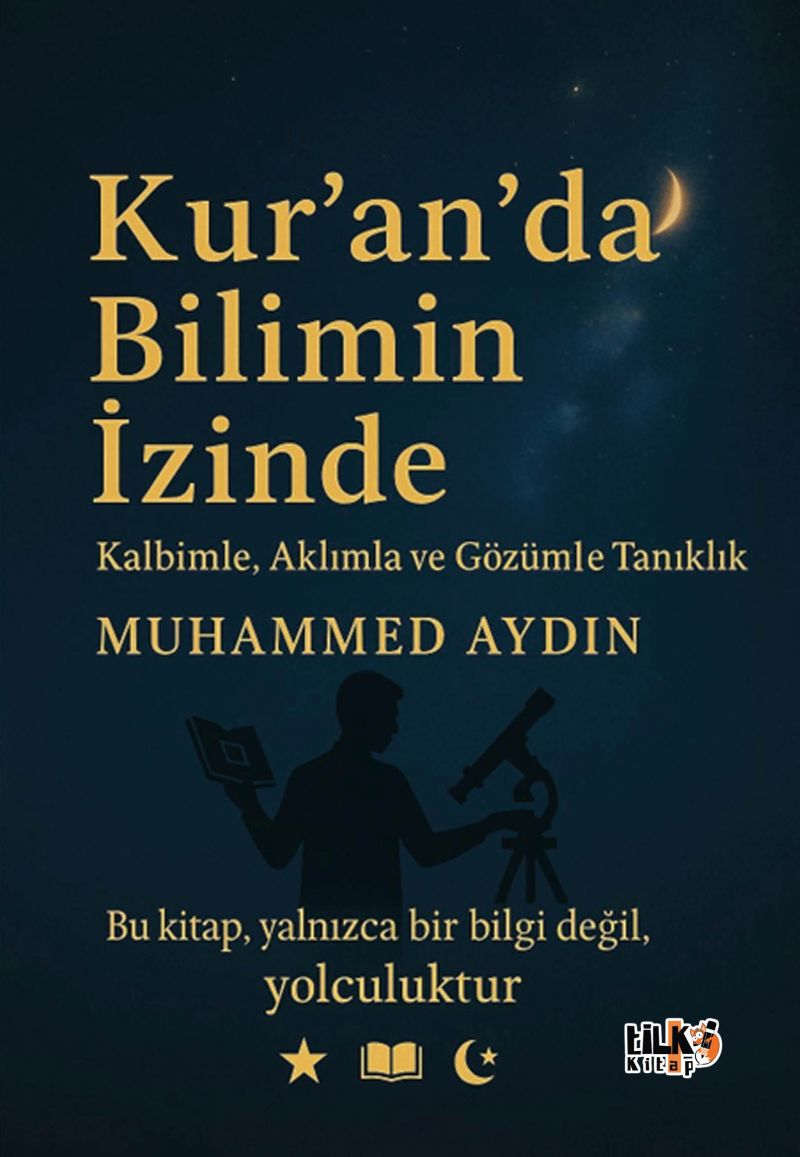 Kur’an’da
Bilimin
İzinde
Kalbimle, Aklımla ve Gözümle Tanıklık
MUHAMMED AYDIN
Bu kitap, yalnızca bir bilgi değil,
yolculuktur
tiLKi
Kitap